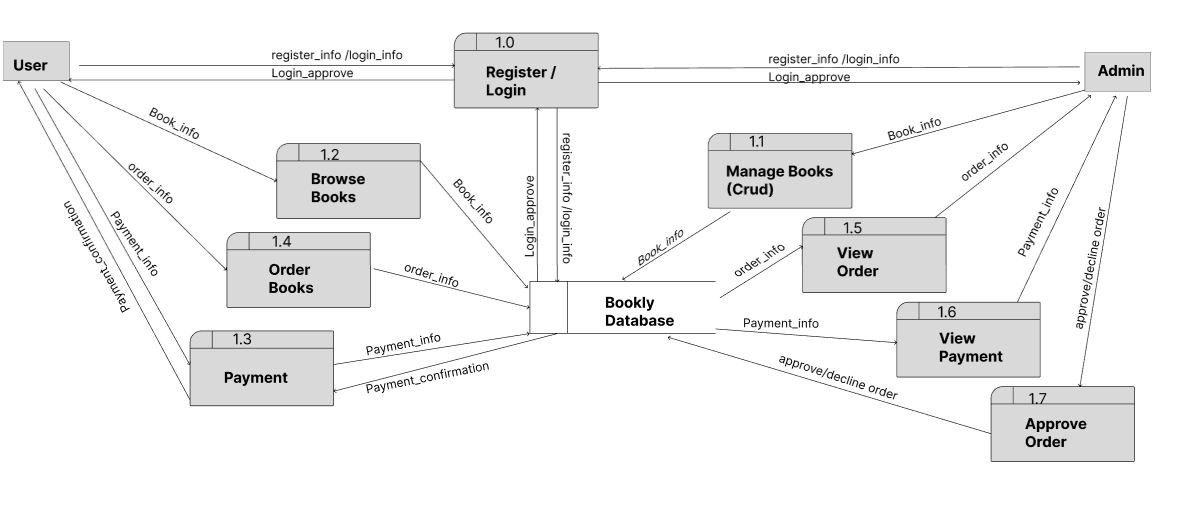 1.0
User
register_info /login_info
Login_approve
Register /
Login
register_info /login_info
Login_approve
Admin
Book_info
1.2
Browse
Books
Book_info
register_info /login_info
Login_approve
1.1
Manage Books
(Crud)
Book_info
order_info
order_info
1.4
Order
Books
order_info
Payment_info
Payment_confirmation
Book_info
order_info
1.5
View
Order
Payment_info
approve/decline order
Bookly
Database
1.3
Payment
Payment_info
Payment_confirmation
Payment_info
1.6
View
Payment
approve/decline order
1.7
Approve
Order